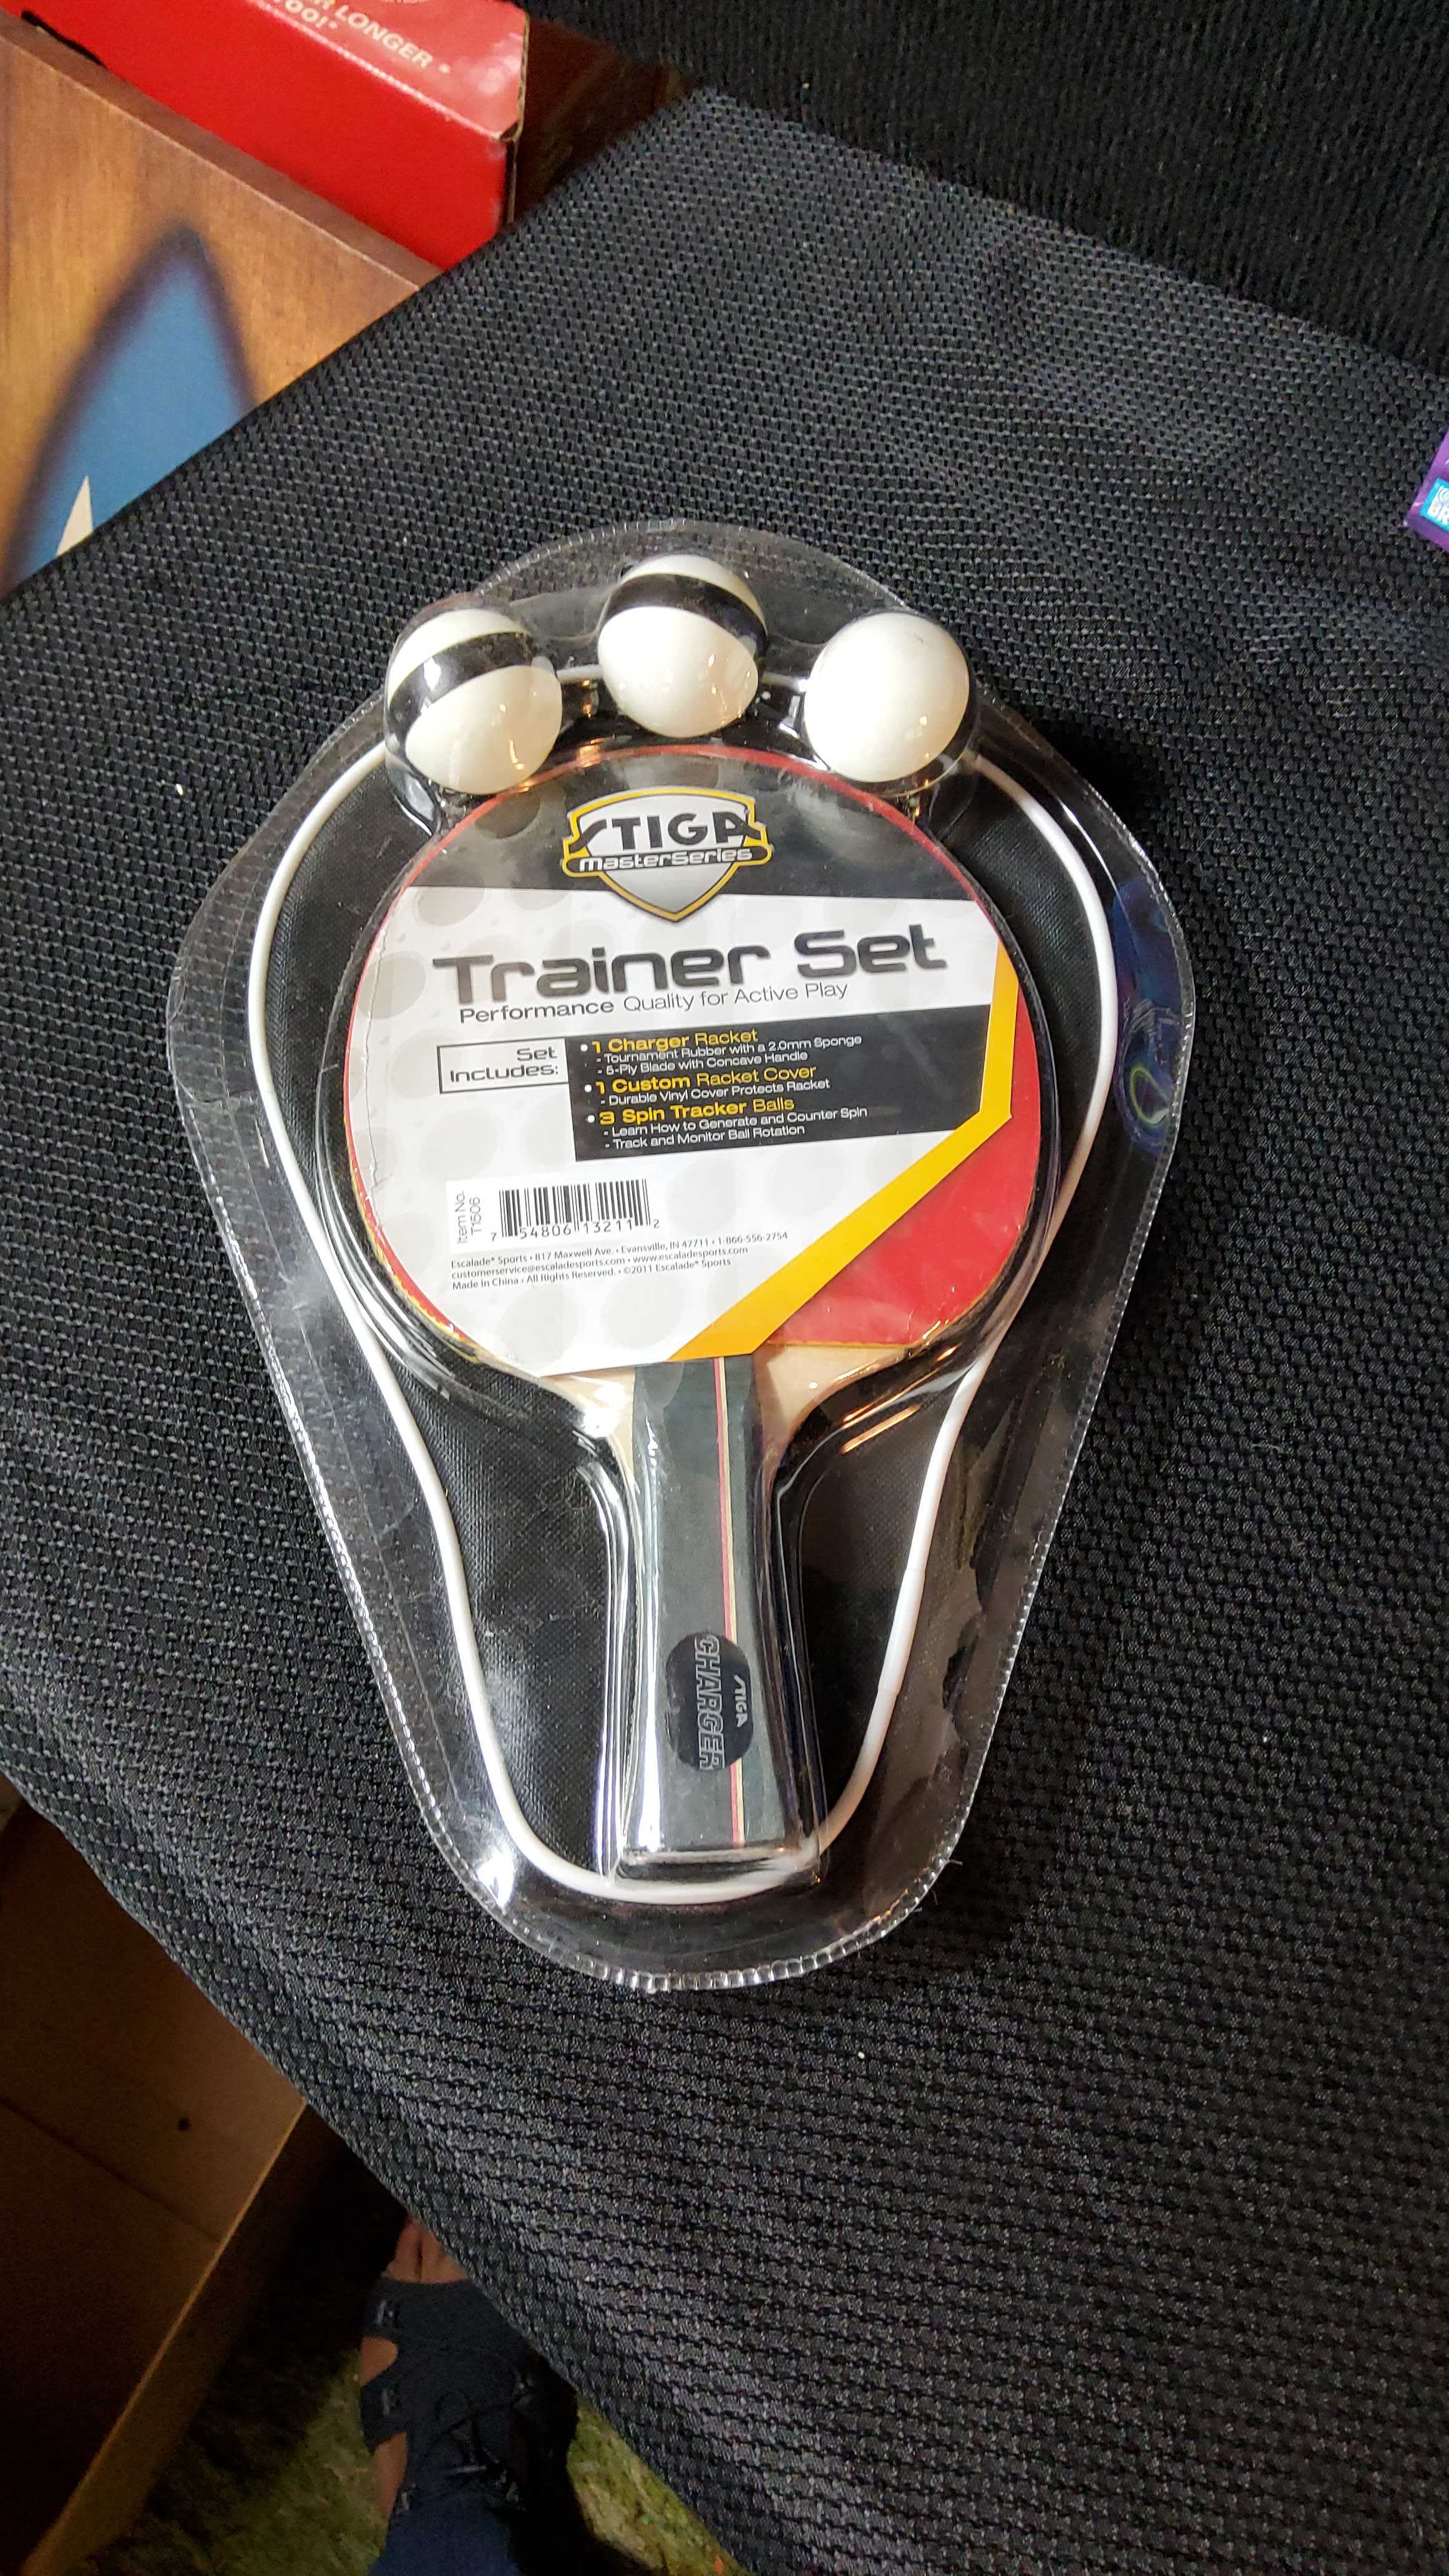 LONGER
TOO!
STIGA
masterSeries
Trainer Set
Performance Quality for Active Play
Set
Includes:
• 1 Charger Racket
- Tournament Rubber with a 2.0mm Sponge
- 5-Ply Blade with Concave Handle
• 1 Custom Racket Cover
- Durable Vinyl Cover Protects Racket
• 3 Spin Tracker Balls
- Learn How to Generate and Counter Spin
- Track and Monitor Ball Rotation
Item No.
T1506
7 54806 13211 2
Escalade® Sports • 817 Maxwell Ave. • Evansville, IN 47711 • 1-866-556-2754
customerservice@escaladesports.com • www.escaladesports.com
Made in China • All Rights Reserved. • ©2011 Escalade® Sports
STIGA
CHARGER